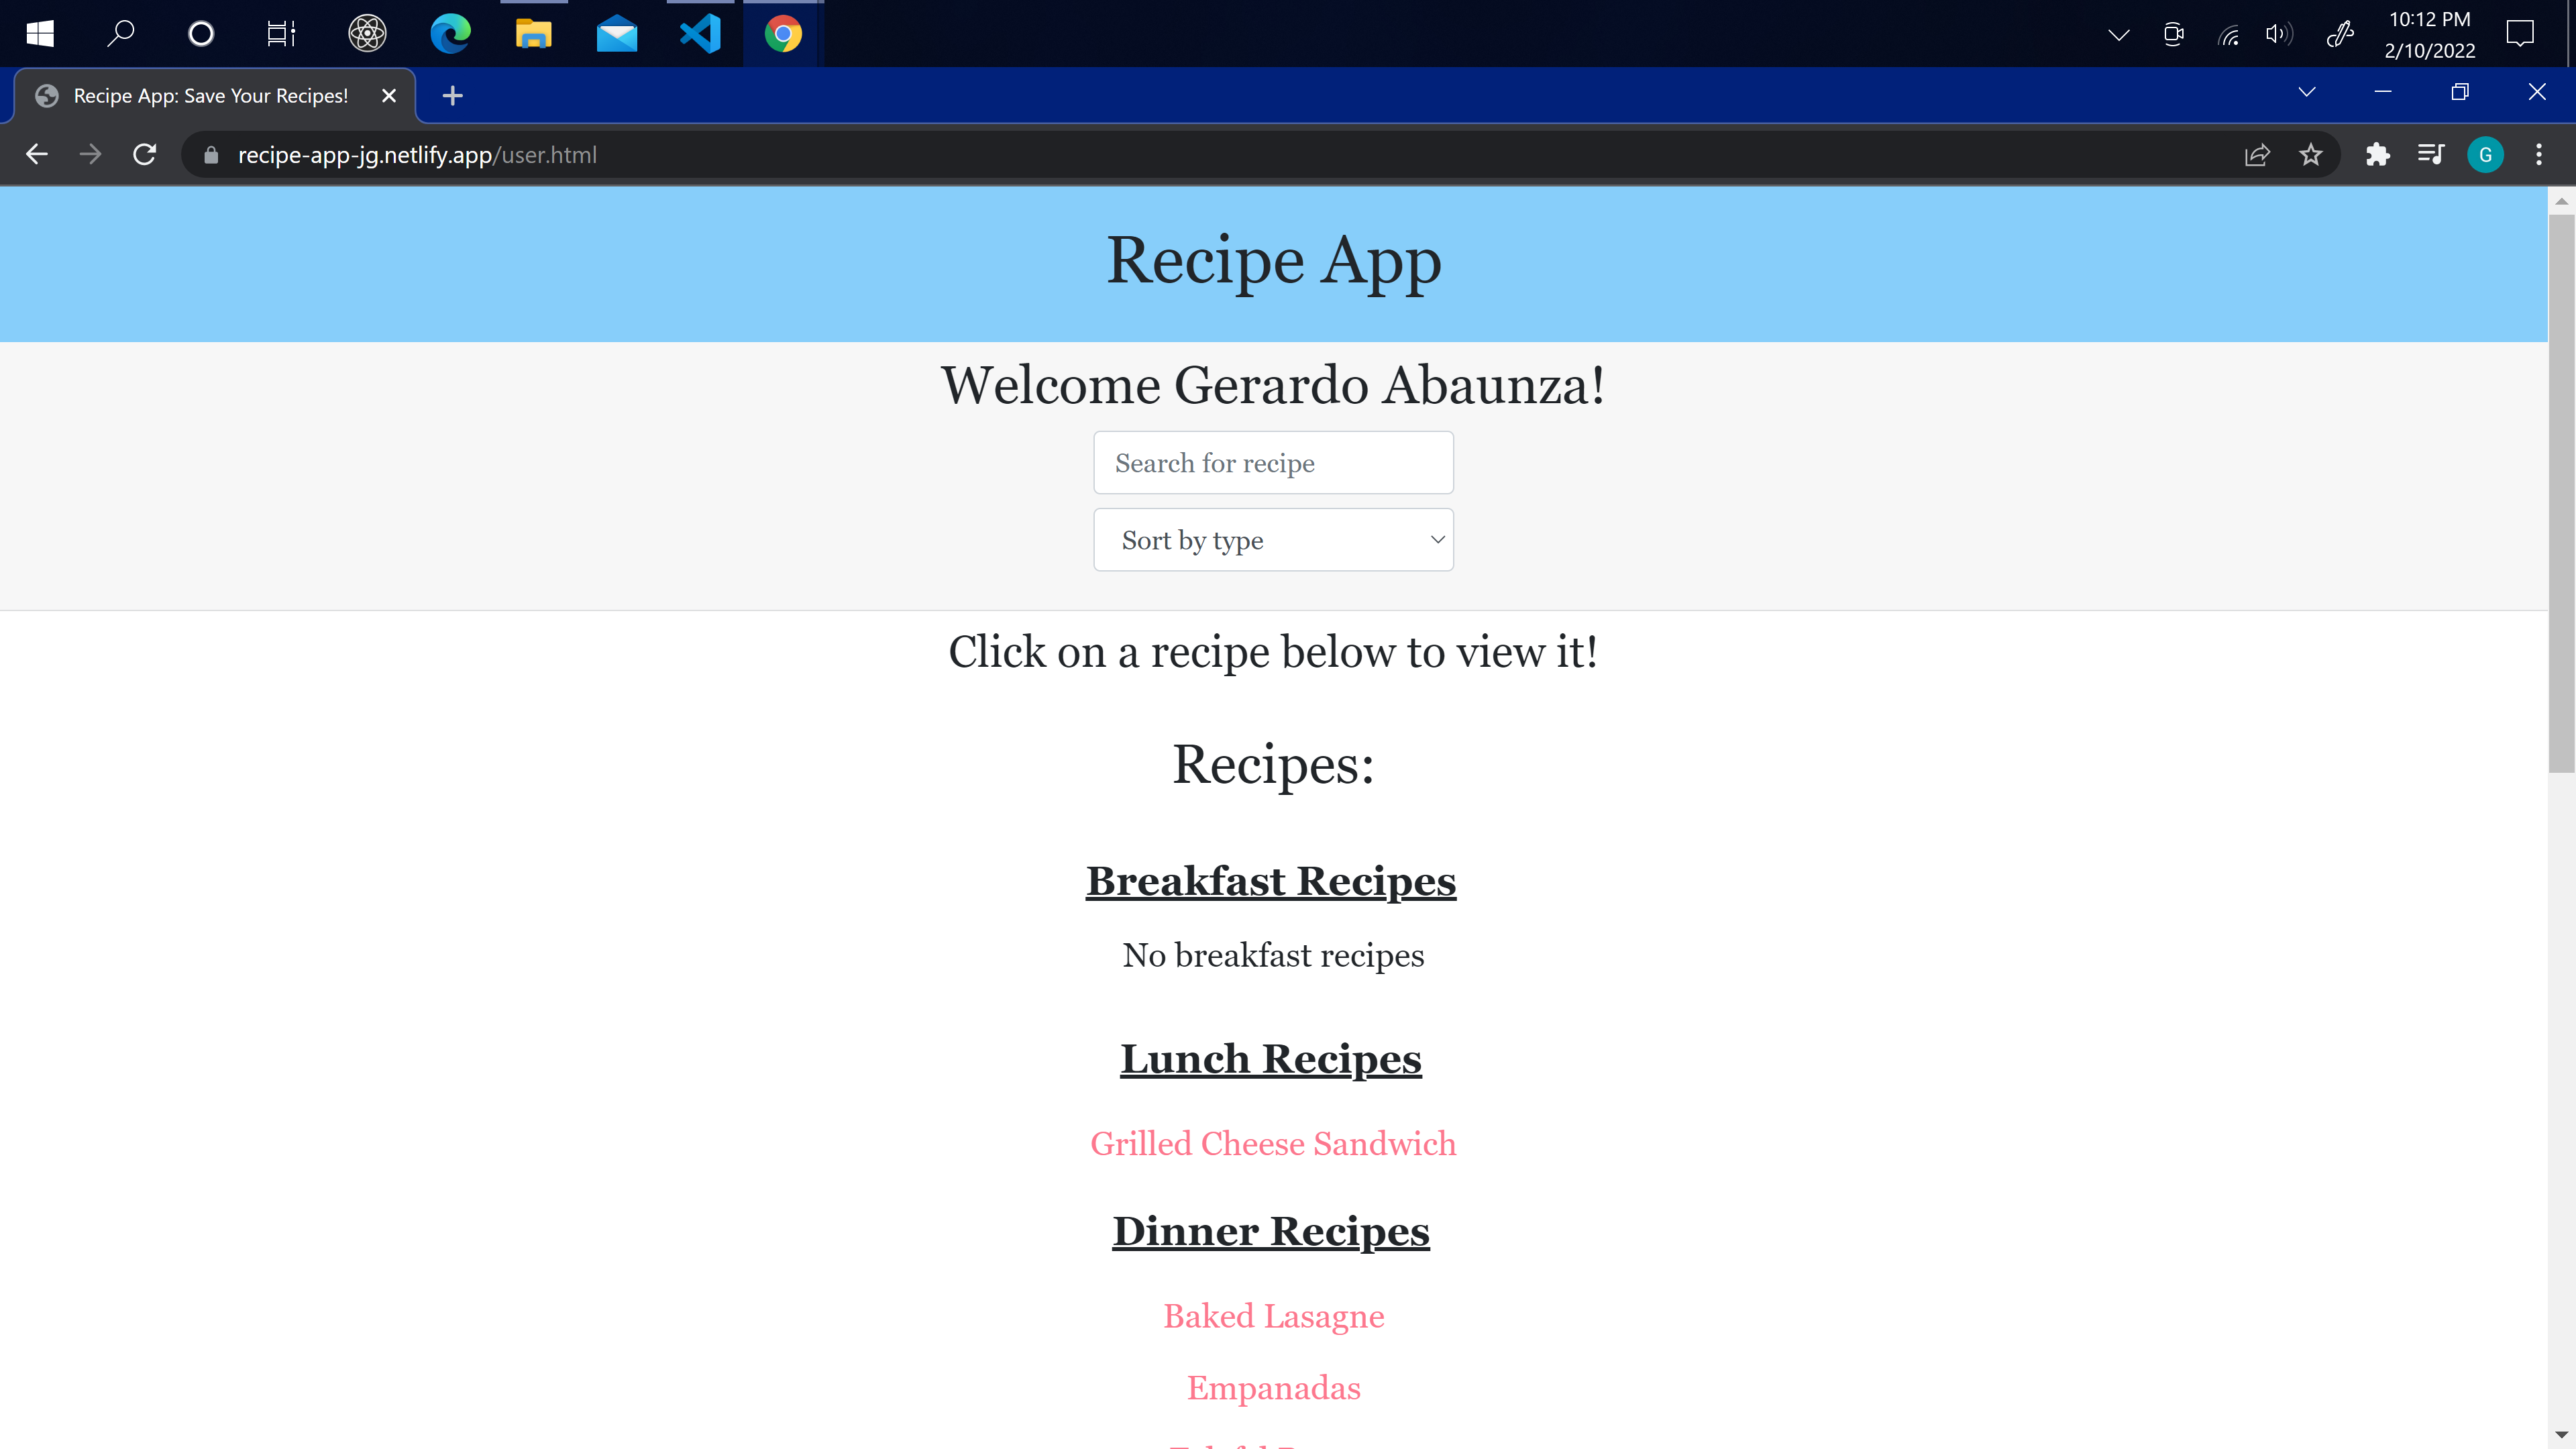 10:12 PM
2/10/2022
Recipe App: Save Your Recipes!
recipe-app-jg.netlify.app/user.html
G
Recipe App
Welcome Gerardo Abaunza!
Search for recipe
Sort by type
Click on a recipe below to view it!
Recipes:
Breakfast Recipes
No breakfast recipes
Lunch Recipes
Grilled Cheese Sandwich
Dinner Recipes
Baked Lasagne
Empanadas